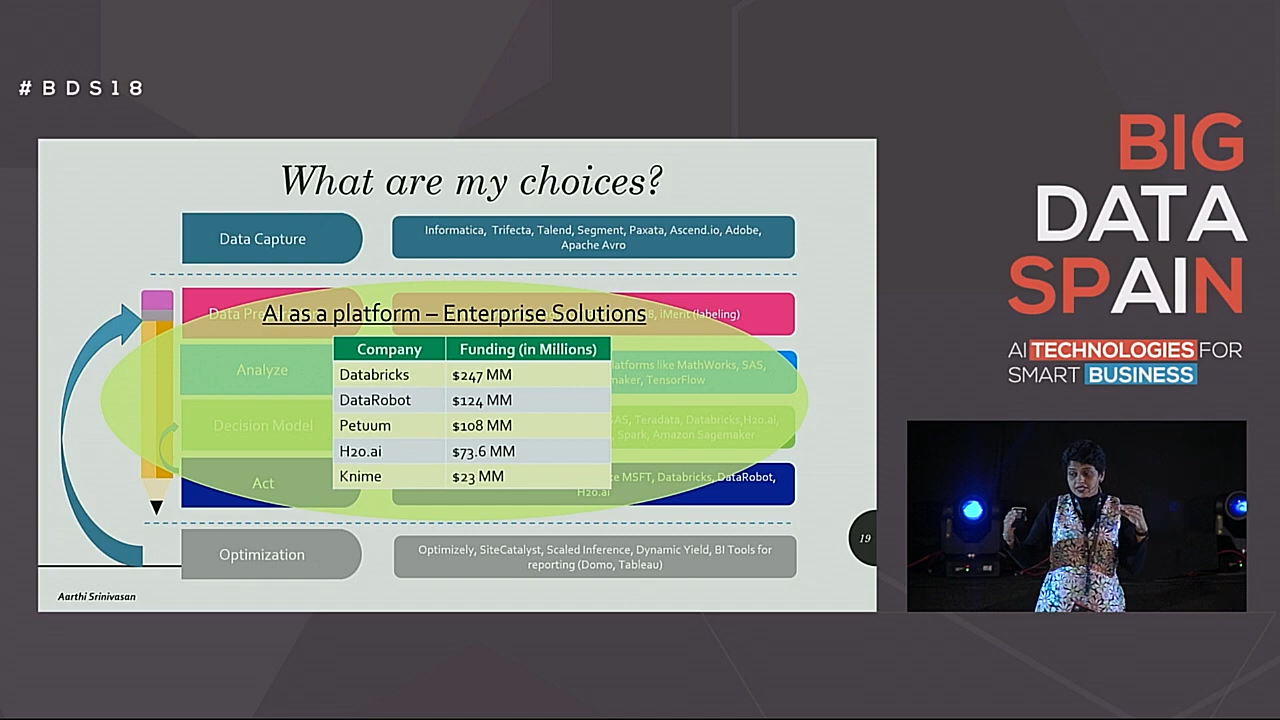 #BDS18
BIG
DATA
SPAIN
AI TECHNOLOGIES FOR
SMART BUSINESS
What are my choices?
Data Capture
Informatica, Trifecta, Talend, Segment, Paxata, Ascend.io, Adobe,
Apache Avro
AI as a platform – Enterprise Solutions
iMerit (labeling)
Company Funding (in Millions)
Databricks $247 MM
DataRobot $124 MM
Petuum $108 MM
H2o.ai $73.6 MM
Knime $23 MM
Analyze
platforms like MathWorks, SAS,
TensorFlow
Decision Model
SAS, Teradata, Databricks, H2o.ai,
Spark, Amazon Sagemaker
Act
MSFT, Databricks, DataRobot,
H2o.ai
Optimization
Optimizely, SiteCatalyst, Scaled Inference, Dynamic Yield, BI Tools for
reporting (Domo, Tableau)
19
Aarthi Srinivasan